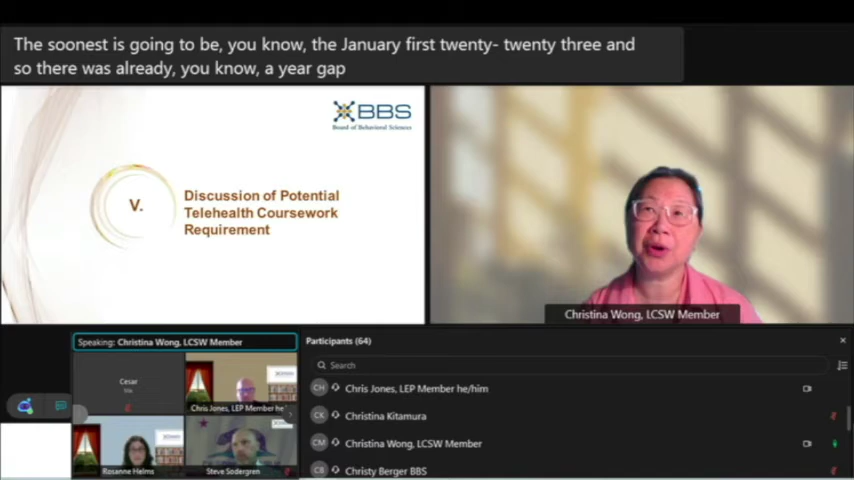 The soonest is going to be, you know, the January first twenty- twenty three and
so there was already, you know, a year gap
BBS
Board of Behavioral Sciences
V.
Discussion of Potential
Telehealth Coursework
Requirement
Christina Wong, LCSW Member
Speaking: Christina Wong, LCSW Member
Cesar
Chris Jones, LEP Member he
Rosanne Helms
Steve Sodergren
Participants (64)
Search
CH Chris Jones, LEP Member he/him
CK Christina Kitamura
CM Christina Wong, LCSW Member
CB Christy Berger BBS